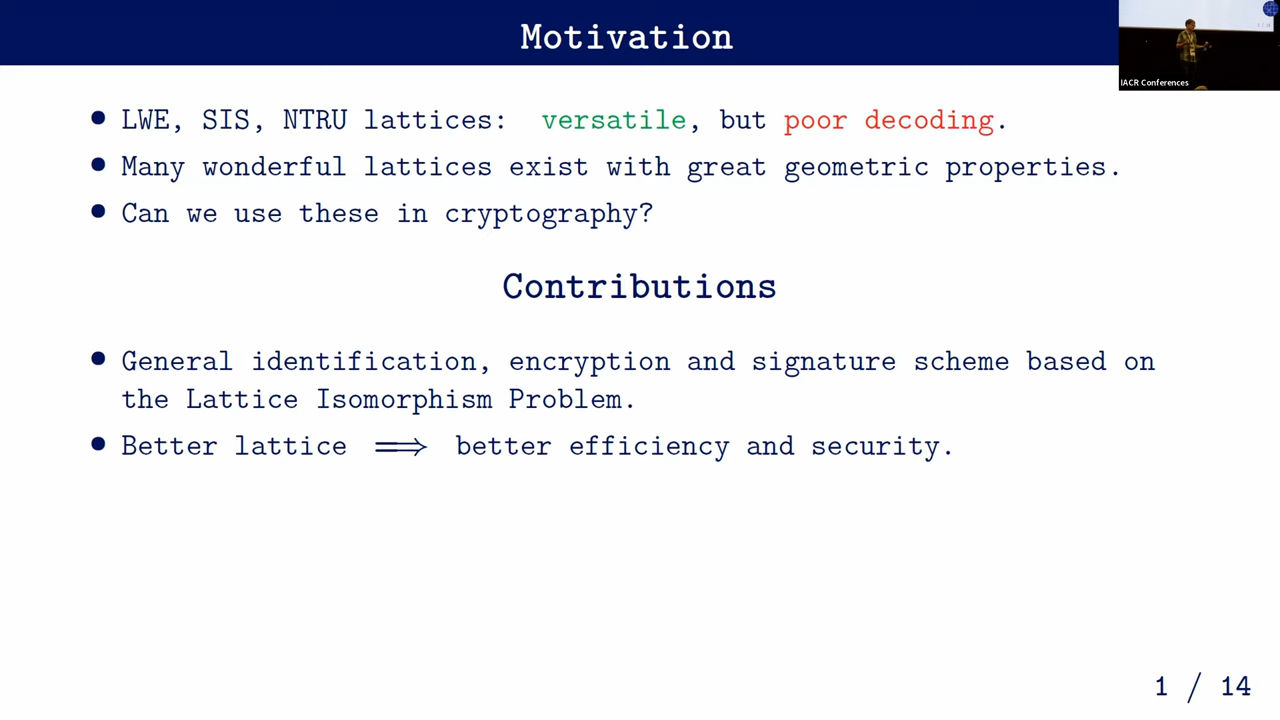 Motivation
IACR Conferences
• LWE, SIS, NTRU lattices: versatile, but poor decoding.
• Many wonderful lattices exist with great geometric properties.
• Can we use these in cryptography?
Contributions
• General identification, encryption and signature scheme based on
the Lattice Isomorphism Problem.
• Better lattice ⟹ better efficiency and security.
1 / 14